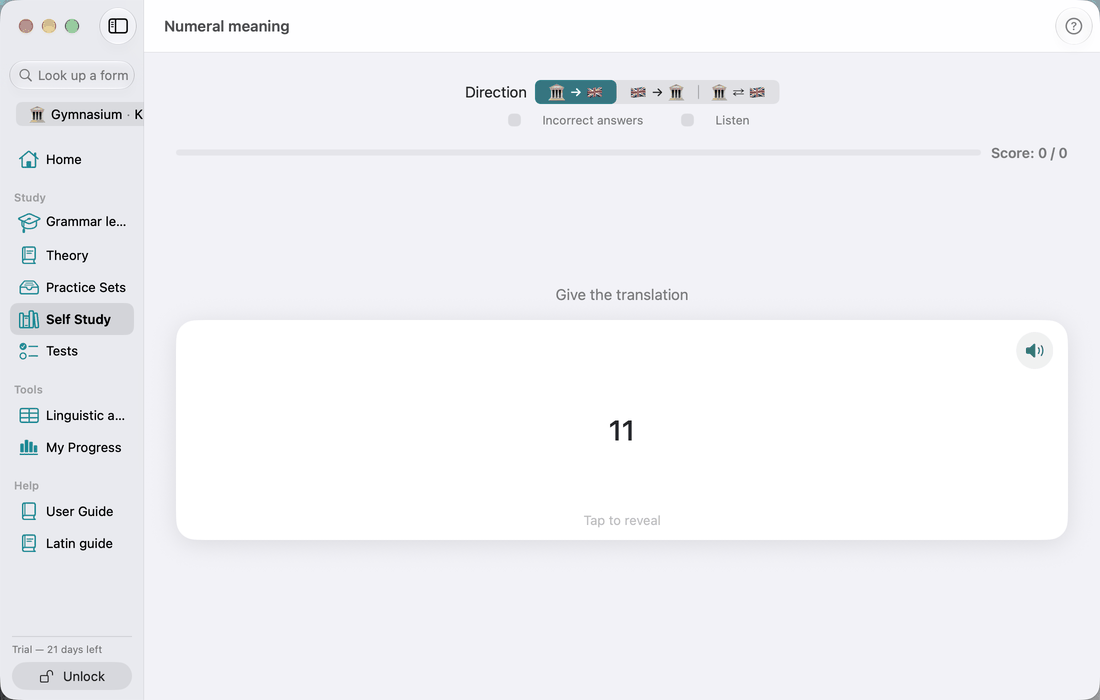 Numeral meaning
Look up a form
Gymnasium · K
Home
Study
Grammar le...
Theory
Practice Sets
Self Study
Tests
Tools
Linguistic a...
My Progress
Help
User Guide
Latin guide
Trial — 21 days left
Unlock
Direction
Incorrect answers
Listen
Score: 0 / 0
Give the translation
11
Tap to reveal